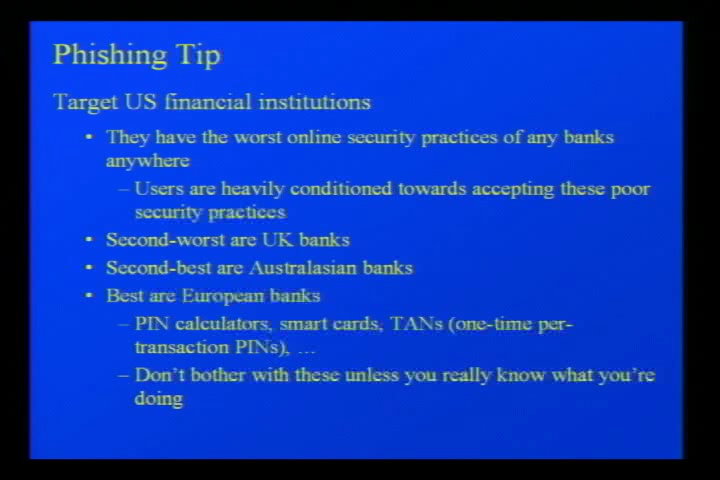 Phishing Tip
Target US financial institutions
• They have the worst online security practices of any banks
anywhere
– Users are heavily conditioned towards accepting these poor
security practices
• Second-worst are UK banks
• Second-best are Australasian banks
• Best are European banks
– PIN calculators, smart cards, TANs (one-time per-
transaction PINs), …
– Don't bother with these unless you really know what you're
doing